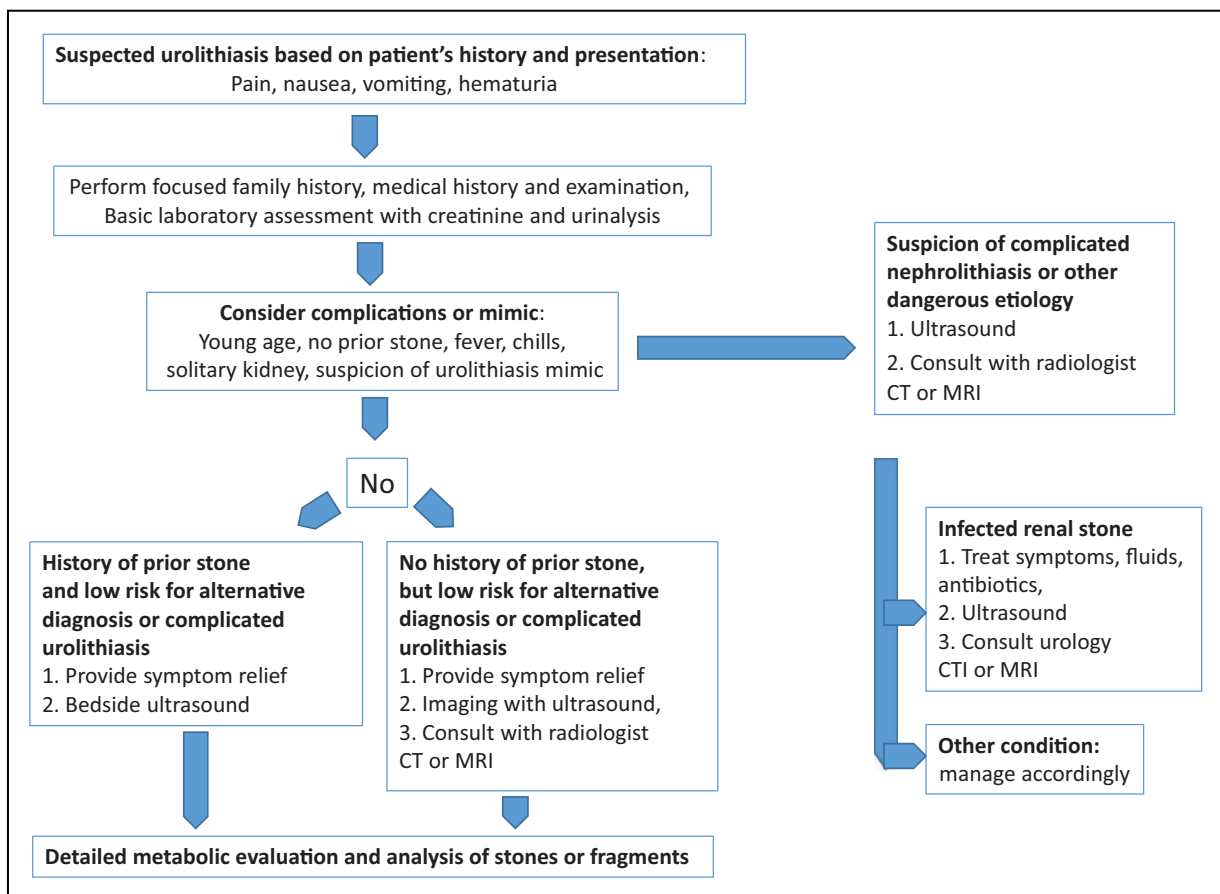 Suspected urolithiasis based on patient’s history and presentation:
Pain, nausea, vomiting, hematuria
Perform focused family history, medical history and examination,
Basic laboratory assessment with creatinine and urinalysis
Consider complications or mimic:
Young age, no prior stone, fever, chills,
solitary kidney, suspicion of urolithiasis mimic
Suspicion of complicated
nephrolithiasis or other
dangerous etiology
1. Ultrasound
2. Consult with radiologist
CT or MRI
No
History of prior stone
and low risk for alternative
diagnosis or complicated
urolithiasis
1. Provide symptom relief
2. Bedside ultrasound
No history of prior stone,
but low risk for alternative
diagnosis or complicated
urolithiasis
1. Provide symptom relief
2. Imaging with ultrasound,
3. Consult with radiologist
CT or MRI
Infected renal stone
1. Treat symptoms, fluids,
antibiotics,
2. Ultrasound
3. Consult urology
CTI or MRI
Other condition:
manage accordingly
Detailed metabolic evaluation and analysis of stones or fragments